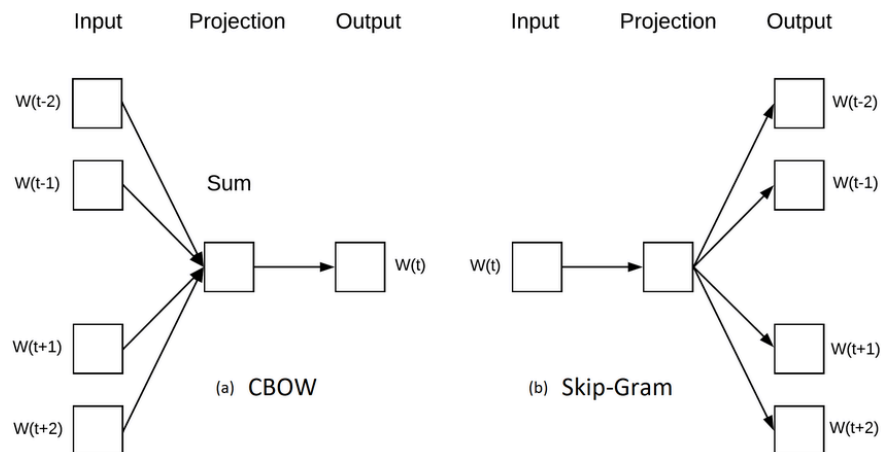 Input Projection Output Input Projection Output
W(t-2) W(t-2)
W(t-1) W(t-1)
Sum
W(t) W(t)
W(t+1) W(t+1)
(a) CBOW (b) Skip-Gram
W(t+2) W(t+2)